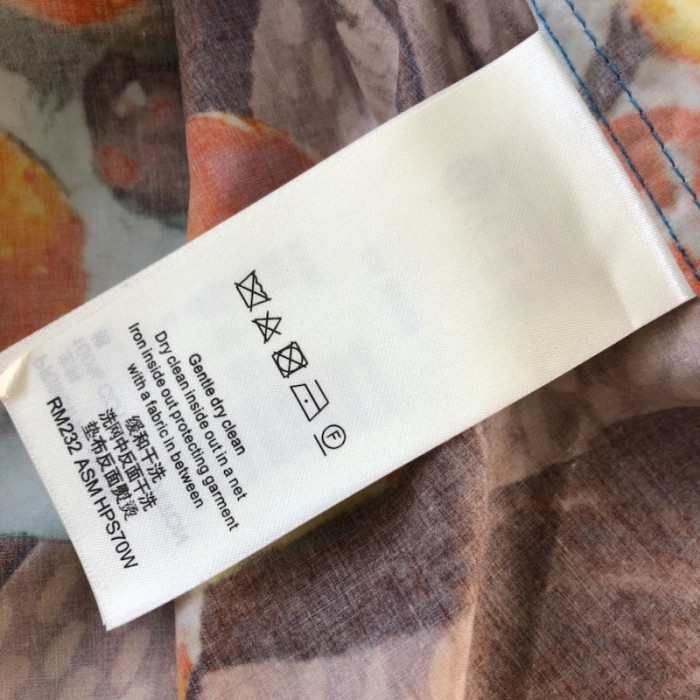 F
Gentle dry clean
Dry clean inside out in a net
Iron inside out protecting garment
with a fabric in between
缓和干洗
洗网中反面干洗
垫布反面熨烫
RM232 ASM HPS70W